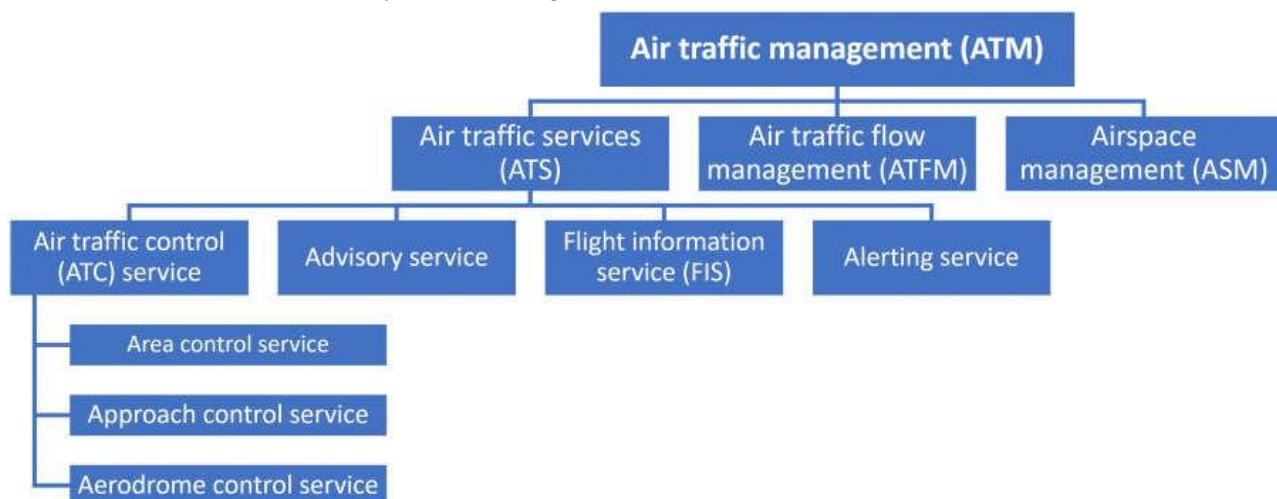 Air traffic management (ATM)
Air traffic services
(ATS)
Air traffic flow
management (ATFM)
Airspace
management (ASM)
Air traffic control
(ATC) service
Advisory service
Flight information
service (FIS)
Alerting service
Area control service
Approach control service
Aerodrome control service